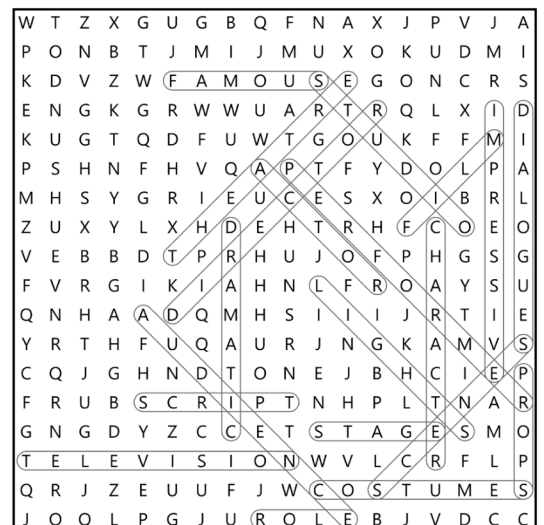 W T Z X G U G B Q F N A X J P V J A
P O N B T J M I J M U X O K U D M I
K D V Z W F A M O U S E G O N C R S
E N G K G R W W U A R T R Q L X I D
K U G T Q D F U W T G O U K F F M I
P S H N F H V Q A P T F Y D O L P A
M H S Y G R I E U C E S X O I B R L
Z U X Y L X H D E H T R H F C O E O
V E B B D T P R H U J O F P H G S G
F V R G I K I A H N L F R O A Y S U
Q N H A A D Q M H S I I I J R T I E
Y R T H F U Q A U R J N G K A M V S
C Q J G H N D T O N E J B H C I E P
F R U B S C R I P T N H P L T N A R
G N G D Y Z C C E T S T A G E S M O
T E L E V I S I O N W V L C R F L P
Q R J Z E U U F J W C O S T U M E S
J O O L P G J U R O L E B J V D C C